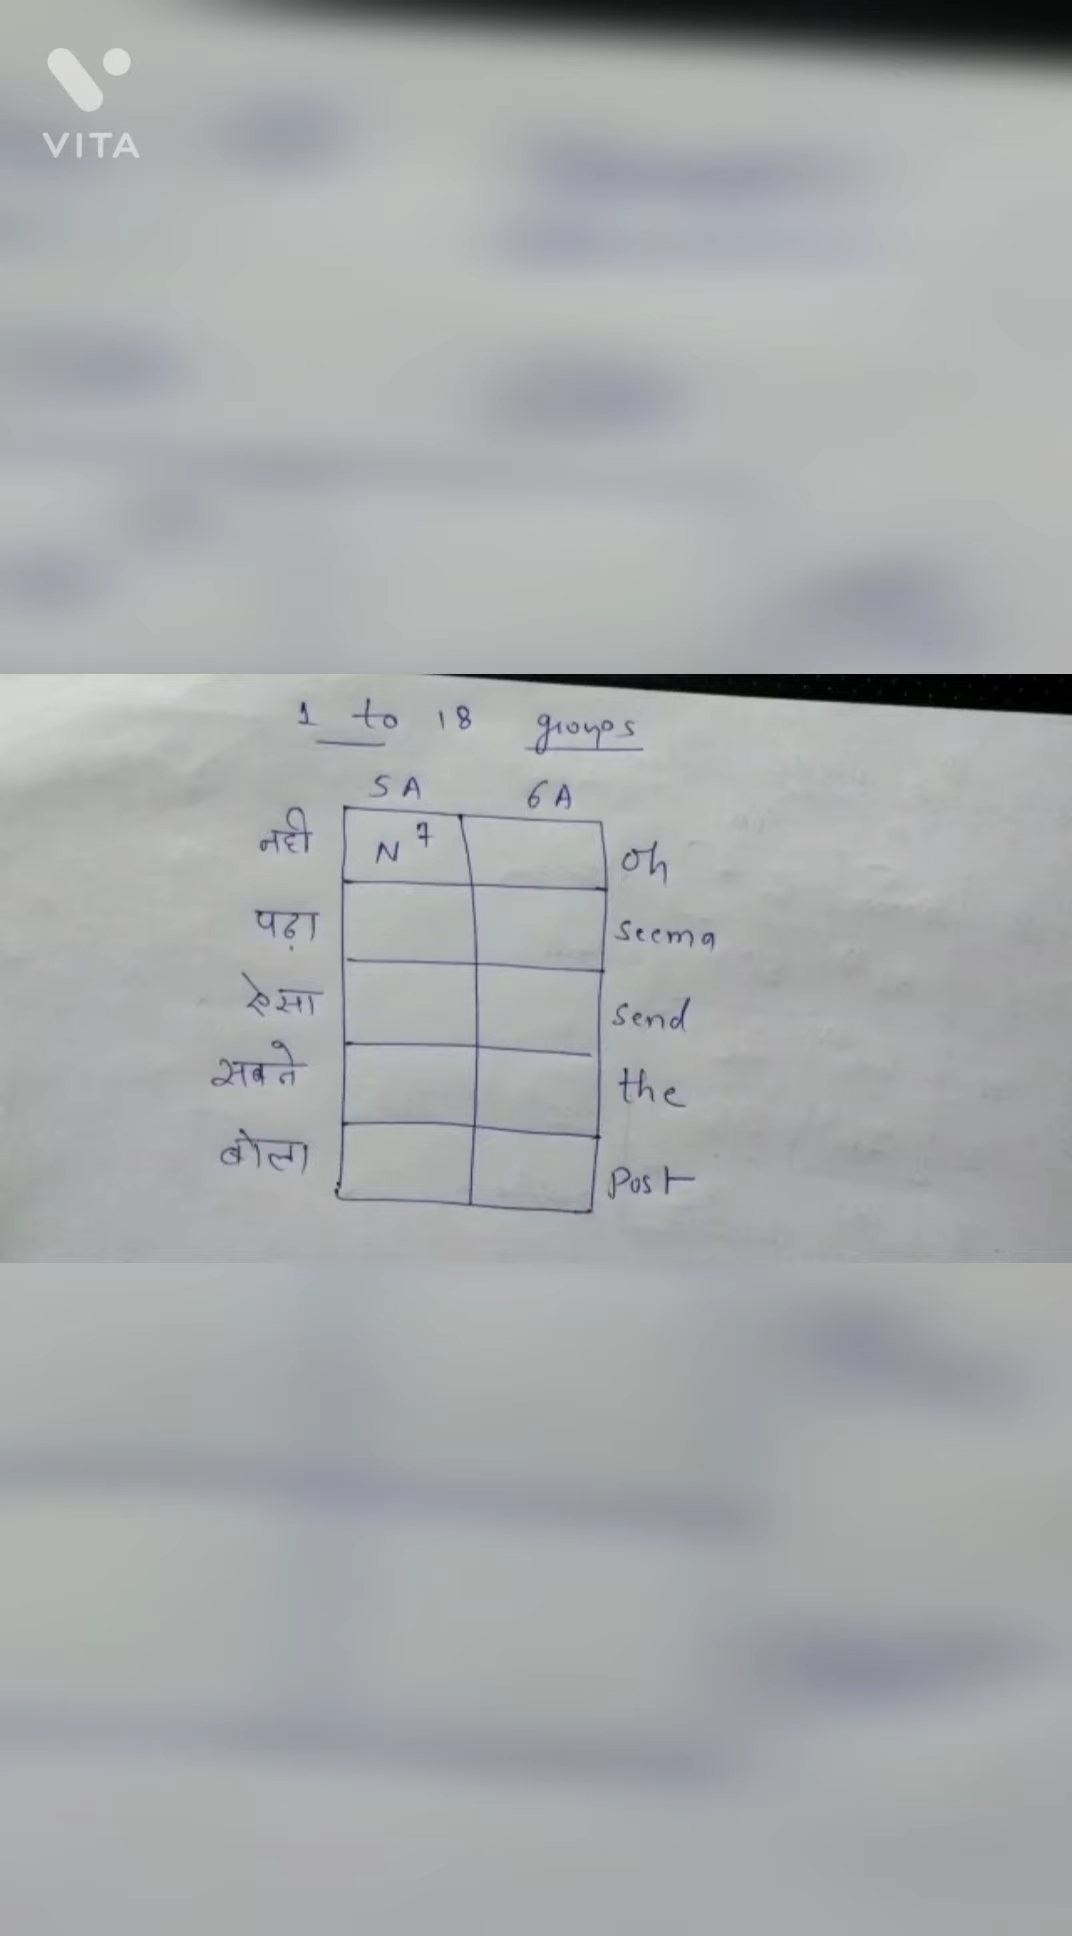 VITA
1 to 18 groups
5A 6A
नही N 7 oh
पढ़ा seema
ऐसा send
सबने the
बोला Post